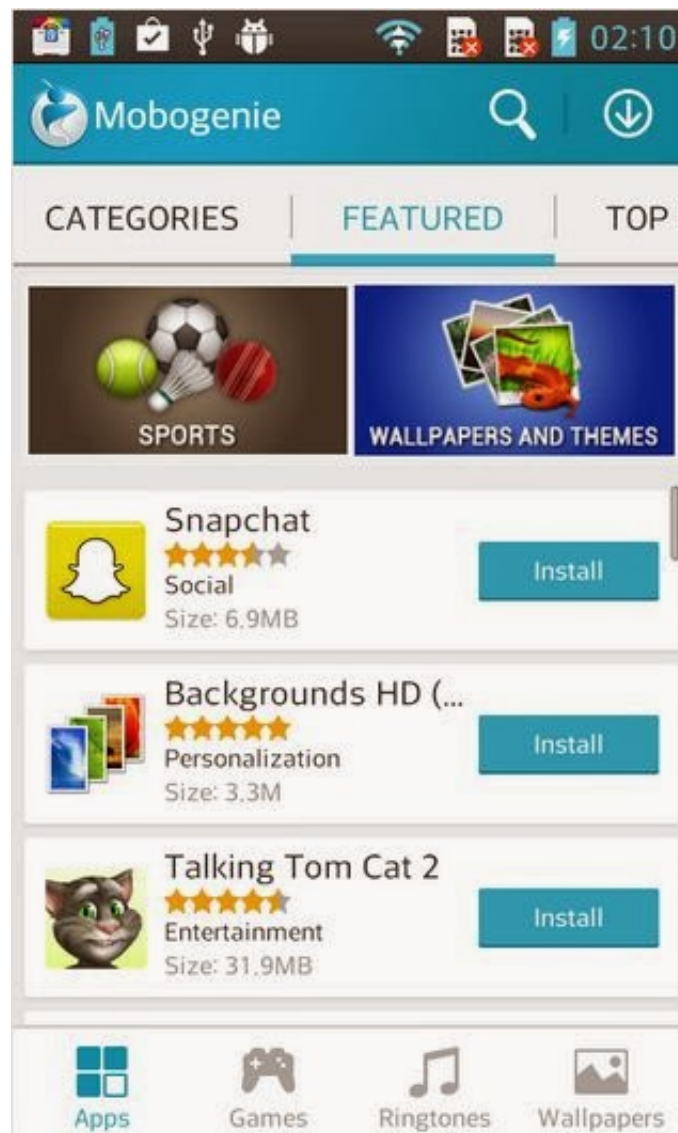 02:10
Mobogenie
CATEGORIES
FEATURED
TOP
SPORTS
WALLPAPERS AND THEMES
Snapchat
Social
Size: 6.9MB
Install
Backgrounds HD (...
Personalization
Size: 3.3M
Install
Talking Tom Cat 2
Entertainment
Size: 31.9MB
Install
Apps
Games
Ringtones
Wallpapers